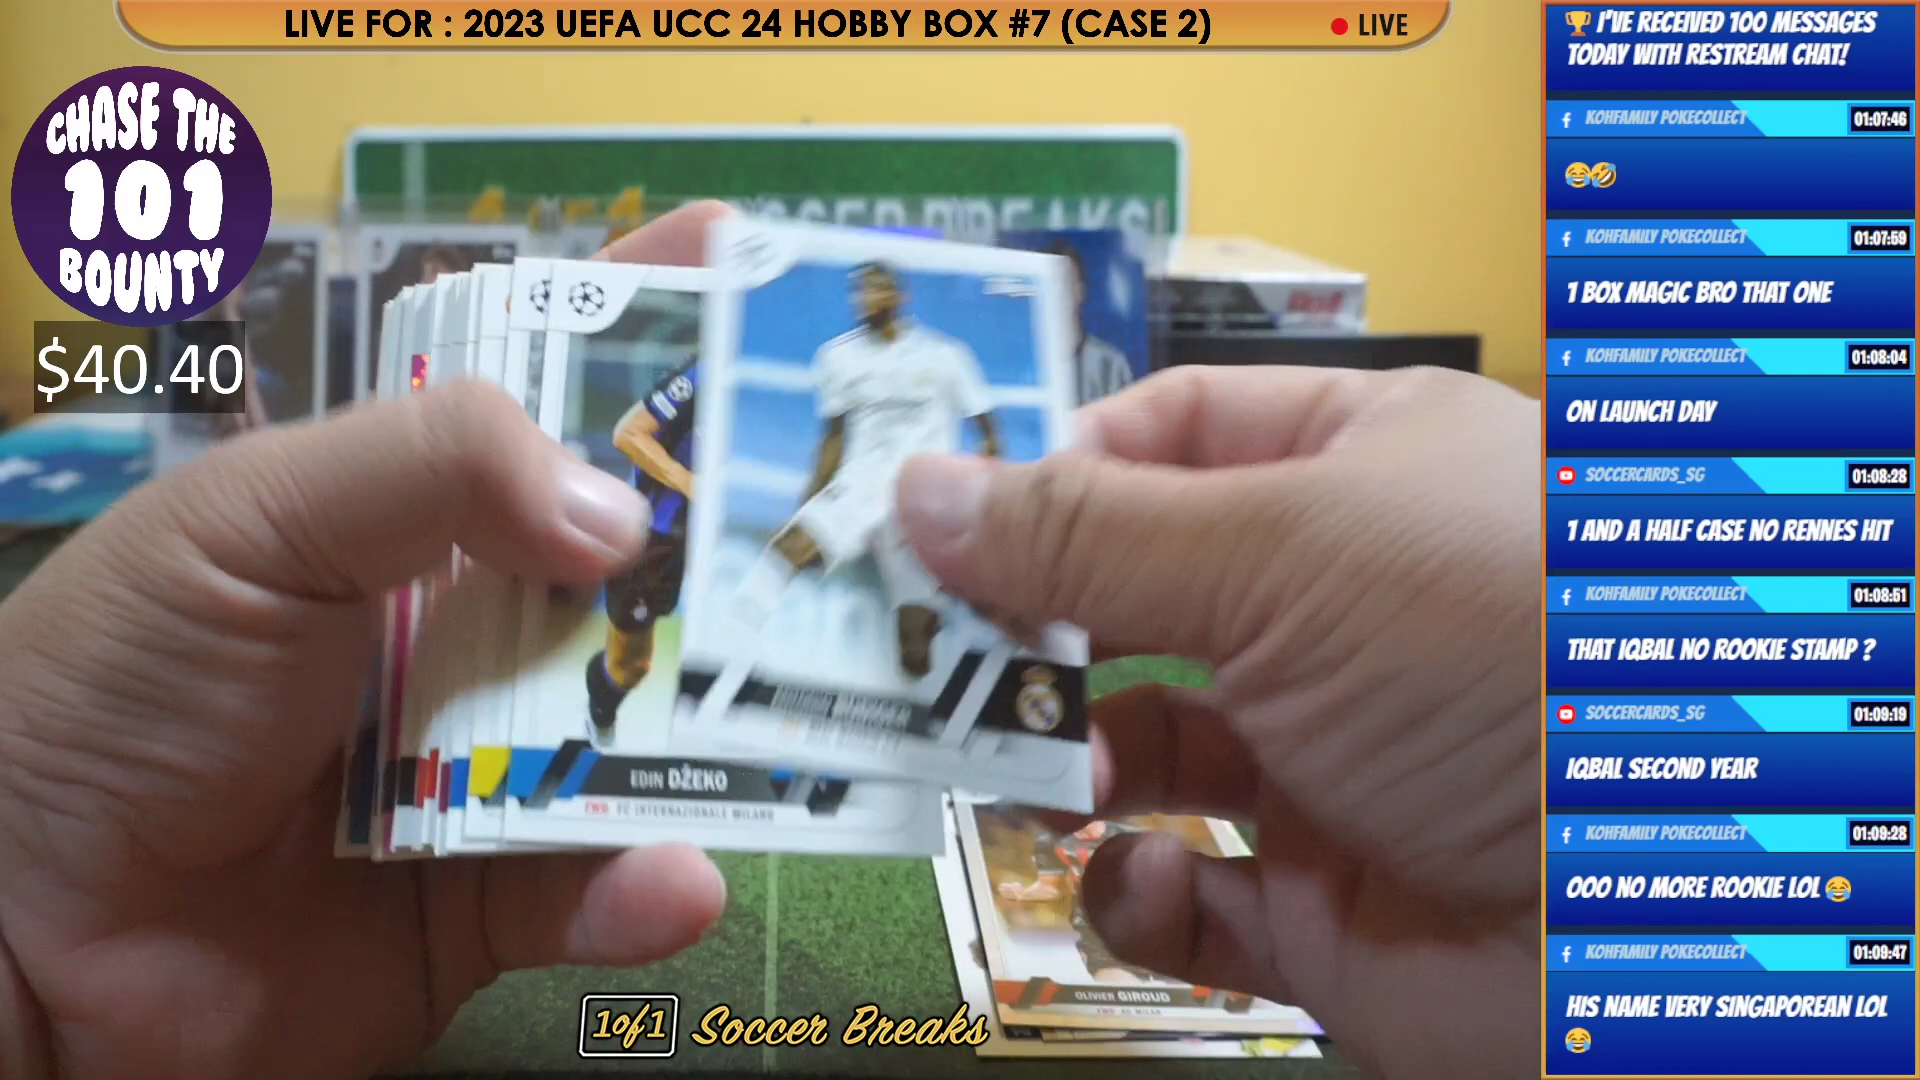 LIVE FOR : 2023 UEFA UCC 24 HOBBY BOX #7 (CASE 2)
LIVE
CHASE THE
101
BOUNTY
$40.40
EDIN DŽEKO
FC INTERNAZIONALE MILANO
OLIVIER GIROUD
AC MILAN
1of1 Soccer Breaks
🏆 I'VE RECEIVED 100 MESSAGES
TODAY WITH RESTREAM CHAT!
KOHFAMILY POKECOLLECT 01:07:46
😂🤣
KOHFAMILY POKECOLLECT 01:07:59
1 BOX MAGIC BRO THAT ONE
KOHFAMILY POKECOLLECT 01:08:04
ON LAUNCH DAY
SOCCERCARDS_SG 01:08:28
1 AND A HALF CASE NO RENNES HIT
KOHFAMILY POKECOLLECT 01:08:51
THAT IQBAL NO ROOKIE STAMP ?
SOCCERCARDS_SG 01:09:19
IQBAL SECOND YEAR
KOHFAMILY POKECOLLECT 01:09:28
OOO NO MORE ROOKIE LOL 😂
KOHFAMILY POKECOLLECT 01:09:47
HIS NAME VERY SINGAPOREAN LOL
😂